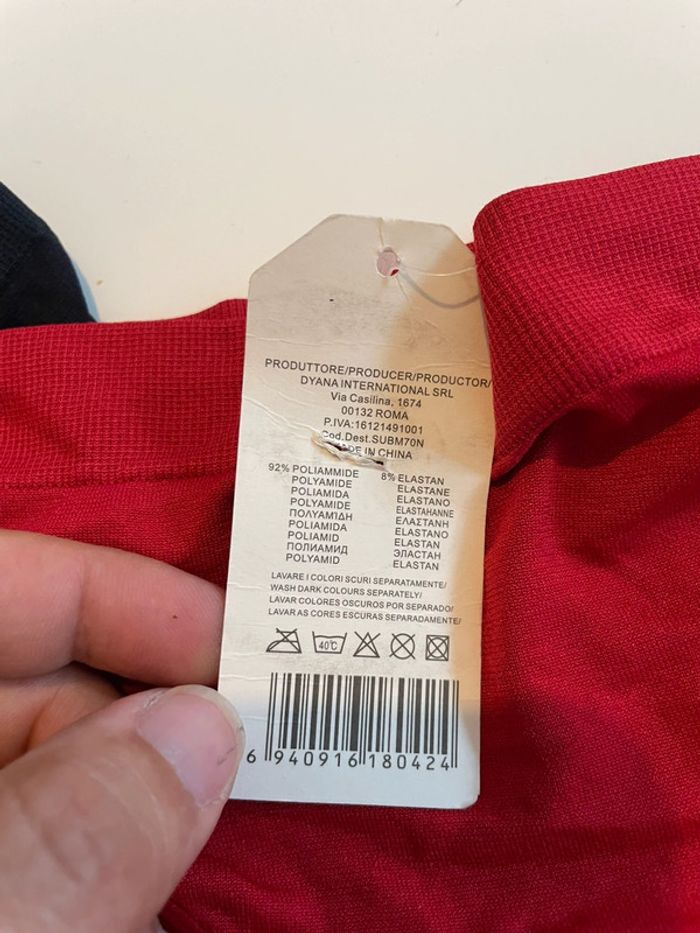 PRODUTTORE/PRODUCER/PRODUCTOR/
DYANA INTERNATIONAL SRL
Via Casilina, 1674
00132 ROMA
P.IVA:16121491001
Cod.Dest.SUBM70N
IN CHINA
92% POLIAMMIDE 8% ELASTAN
POLYAMIDE ELASTANE
POLIAMIDA ELASTANO
POLYAMIDE ELASTAHANNE
ΠΟΛΥΑΜΊΔΗ ΕΛΑΣΤΑΝΗ
POLIAMIDA ELASTANO
POLIAMID ELASTAN
ПОЛИАМИД ЭЛАСТАН
POLYAMID ELASTAN
LAVARE I COLORI SCURI SEPARATAMENTE/
WASH DARK COLOURS SEPARATELY/
LAVAR COLORES OSCUROS POR SEPARADO/
LAVAR AS CORES ESCURAS SEPARADAMENTE/
40℃
6 940916 180424